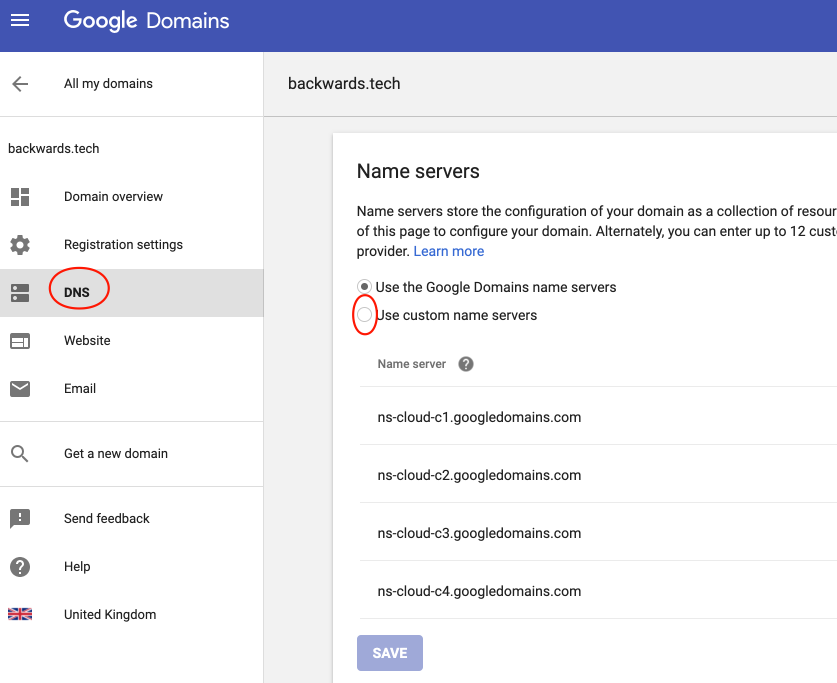 Google Domains
All my domains
backwards.tech
backwards.tech
Domain overview
Registration settings
DNS
Website
Email
Get a new domain
Send feedback
Help
United Kingdom
Name servers
Name servers store the configuration of your domain as a collection of resour
of this page to configure your domain. Alternately, you can enter up to 12 cust
provider. Learn more
Use the Google Domains name servers
Use custom name servers
Name server ?
ns-cloud-c1.googledomains.com
ns-cloud-c2.googledomains.com
ns-cloud-c3.googledomains.com
ns-cloud-c4.googledomains.com
SAVE